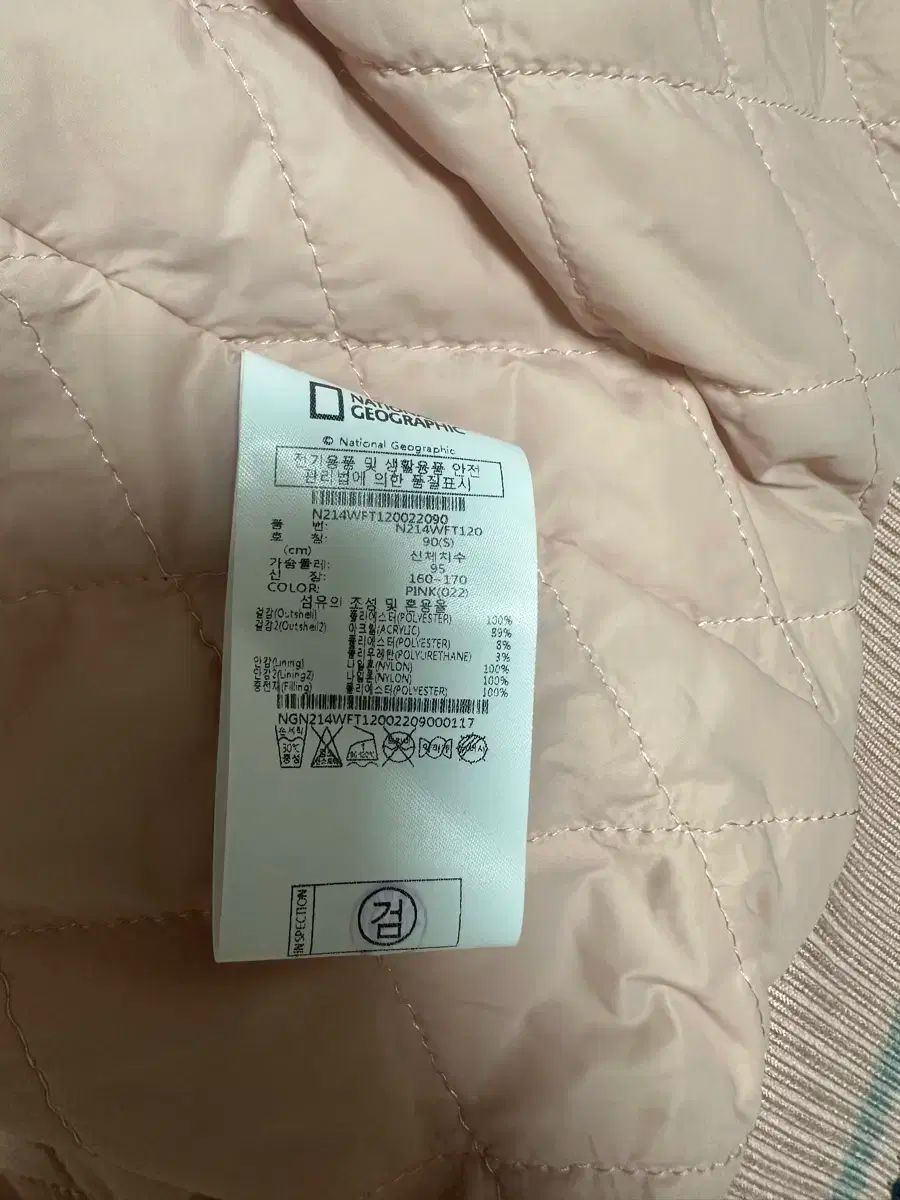 NATIONAL
GEOGRAPHIC
© National Geographic
전기용품 및 생활용품 안전
관리법에 의한 품질표시
N214WFT120022090
품 번: N214WFT120
호 칭: 90(S)
(cm) 신체치수
가슴둘레: 95
신 장: 160~170
COLOR: PINK(022)
섬유의 조성 및 혼용율
겉감(Outshell) 폴리에스터(POLYESTER) 100%
겉감2(Outshell2) 아크릴(ACRYLIC) 89%
폴리에스터(POLYESTER) 8%
폴리우레탄(POLYURETHANE) 3%
안감(Lining) 나일론(NYLON) 100%
안감2(Lining2) 나일론(NYLON) 100%
충전재(Filling) 폴리에스터(POLYESTER) 100%
NGN214WFT12002209000117
손세탁
30℃
중성
INSPECTION
검